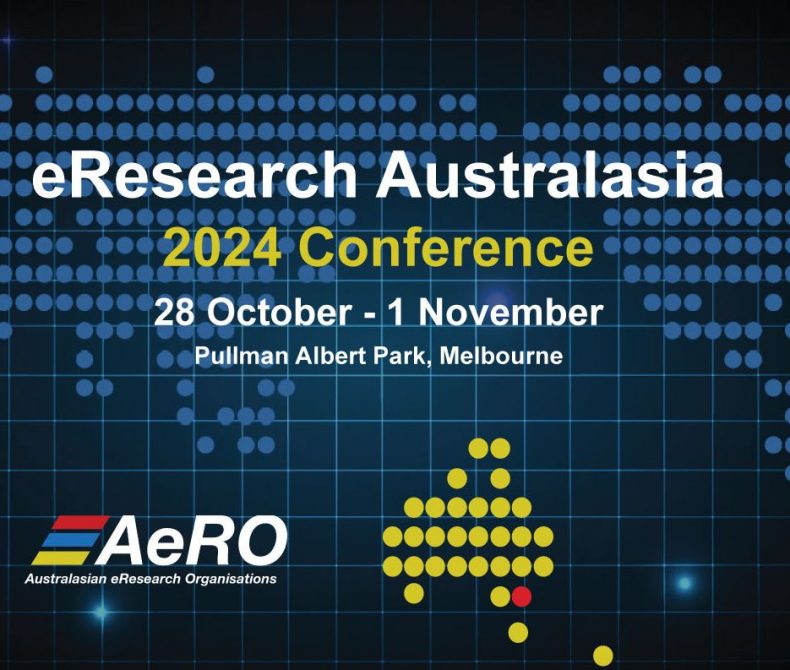 eResearch Australasia
2024 Conference
28 October - 1 November
Pullman Albert Park, Melbourne
AeRO
Australasian eResearch Organisations